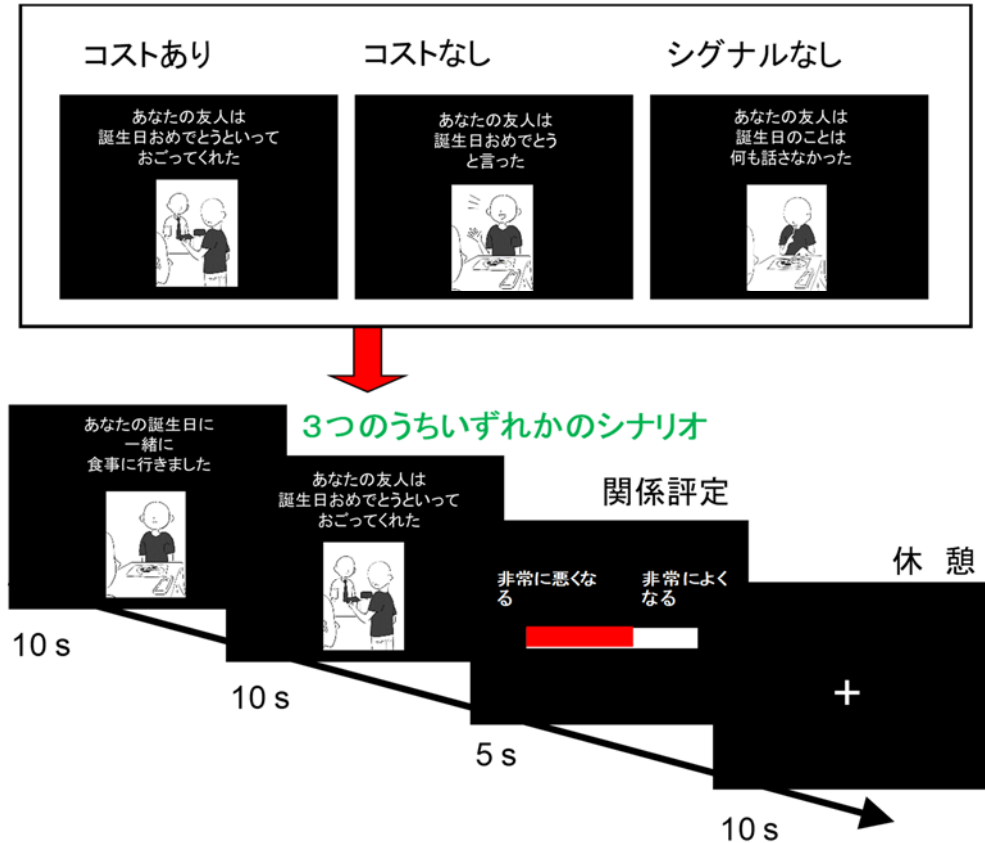 コストあり
コストなし
シグナルなし
あなたの友人は
誕生日おめでとうといって
おごってくれた
あなたの友人は
誕生日おめでとう
と言った
あなたの友人は
誕生日のことは
何も話さなかった
3つのうちいずれかのシナリオ
あなたの誕生日に
一緒に
食事に行きました
10 s
あなたの友人は
誕生日おめでとうといって
おごってくれた
10 s
関係評定
非常に悪くな
る
非常によく
なる
5 s
休 憩
+
10 s